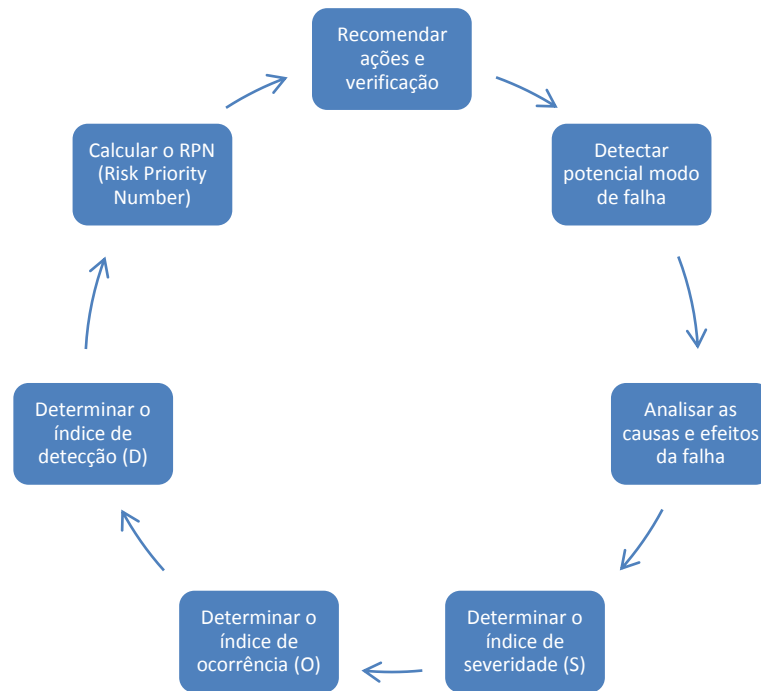 Recomendar
ações e
verificação
Detectar
potencial modo
de falha
Analisar as
causas e efeitos
da falha
Determinar o
índice de
severidade (S)
Determinar o
índice de
ocorrência (O)
Determinar o
índice de
detecção (D)
Calcular o RPN
(Risk Priority
Number)